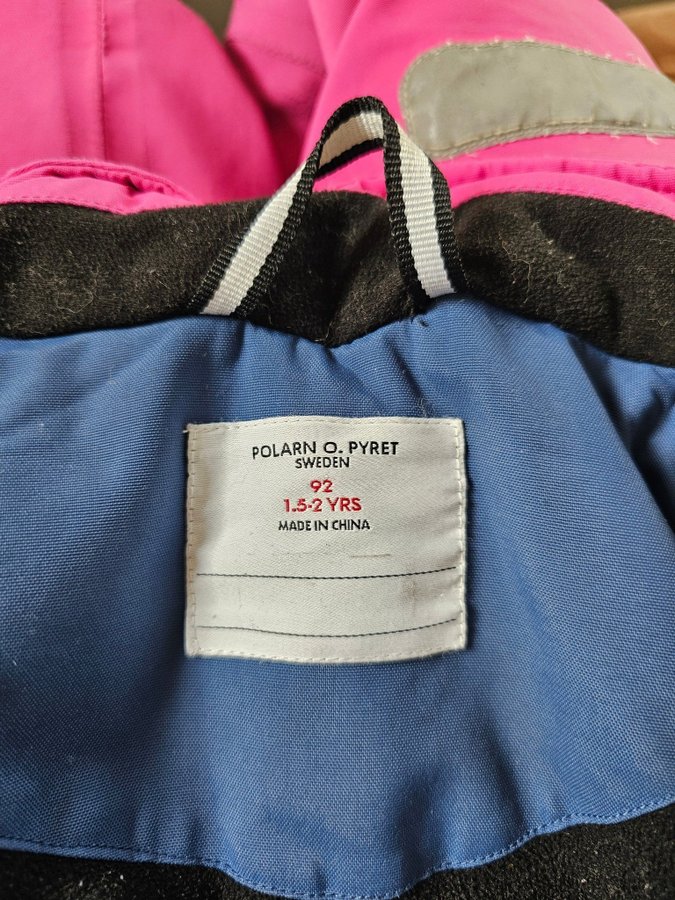 POLARN O. PYRET
SWEDEN
92
1.5-2 YRS
MADE IN CHINA